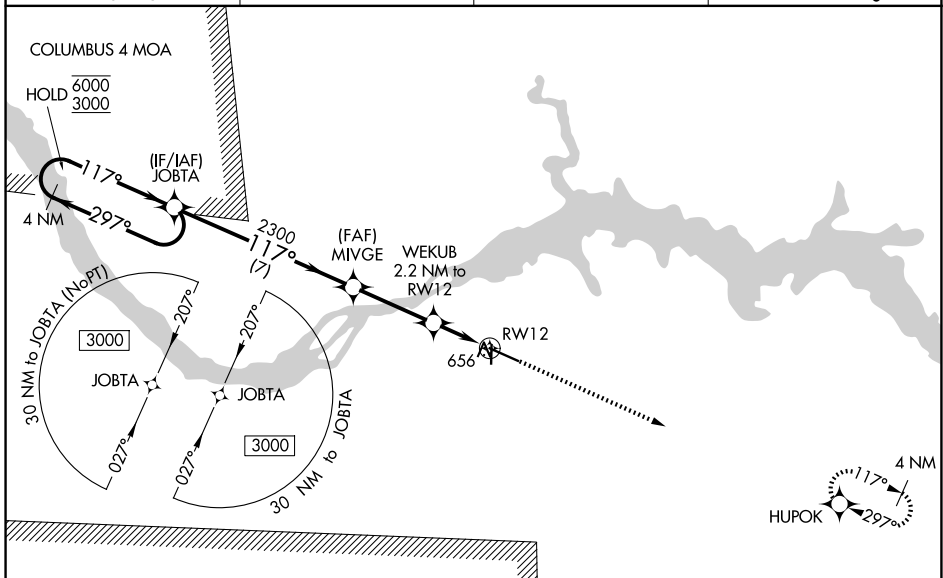 COLUMBUS 4 MOA
HOLD 6000
3000
117°
297°
4 NM
(IF/IAF)
JOBTA
2300
117°
(7)
(FAF)
MIVGE
WEKUB
2.2 NM to
RW12
RW12
656
30 NM to JOBTA (NoPT)
3000
207°
JOBTA
027°
207°
JOBTA
3000
027°
30 NM to JOBTA
4 NM
117°
297°
HUPOK